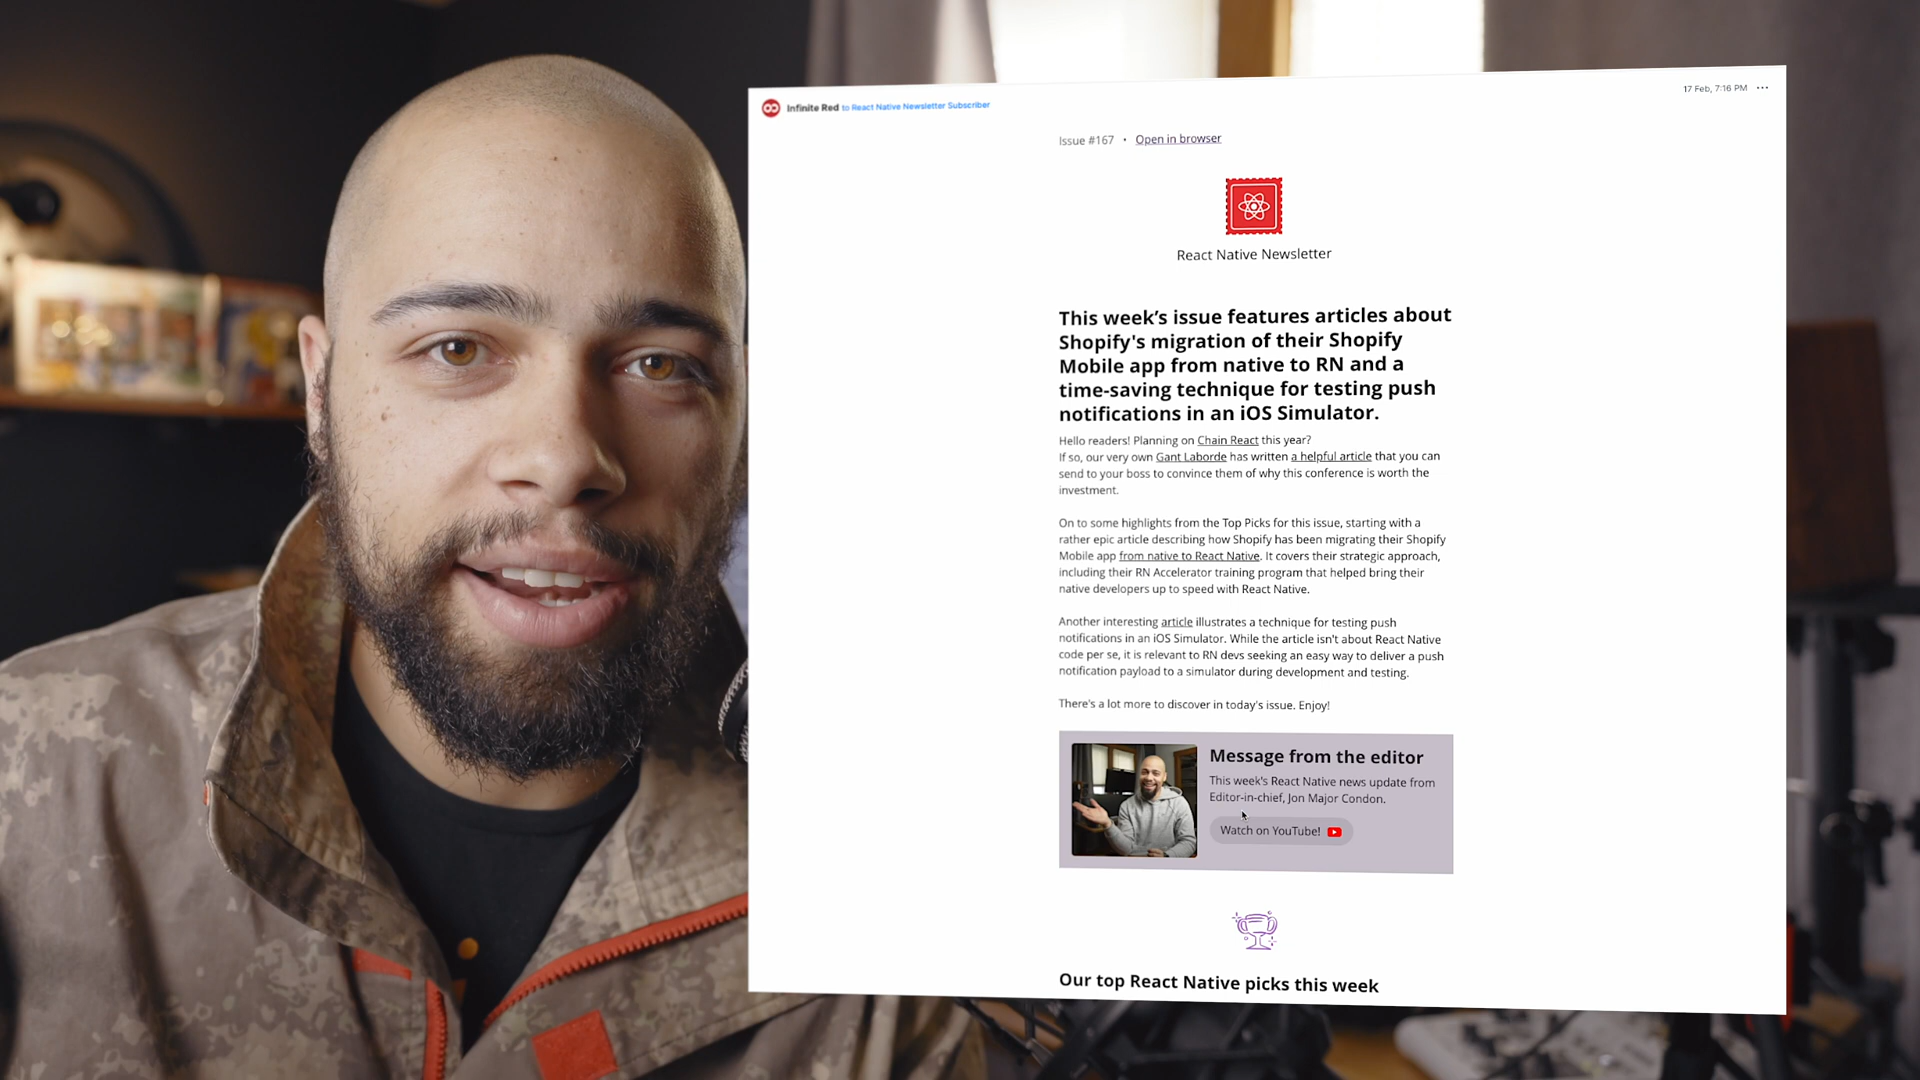 Infinite Red to React Native Newsletter Subscriber
17 Feb, 7:16 PM
Issue #167 • Open in browser
React Native Newsletter
This week's issue features articles about
Shopify's migration of their Shopify
Mobile app from native to RN and a
time-saving technique for testing push
notifications in an iOS Simulator.
Hello readers! Planning on Chain React this year?
If so, our very own Gant Laborde has written a helpful article that you can
send to your boss to convince them of why this conference is worth the
investment.
On to some highlights from the Top Picks for this issue, starting with a
rather epic article describing how Shopify has been migrating their Shopify
Mobile app from native to React Native. It covers their strategic approach,
including their RN Accelerator training program that helped bring their
native developers up to speed with React Native.
Another interesting article illustrates a technique for testing push
notifications in an iOS Simulator. While the article isn't about React Native
code per se, it is relevant to RN devs seeking an easy way to deliver a push
notification payload to a simulator during development and testing.
There's a lot more to discover in today's issue. Enjoy!
Message from the editor
This week's React Native news update from
Editor-in-chief, Jon Major Condon.
Watch on YouTube!
Our top React Native picks this week